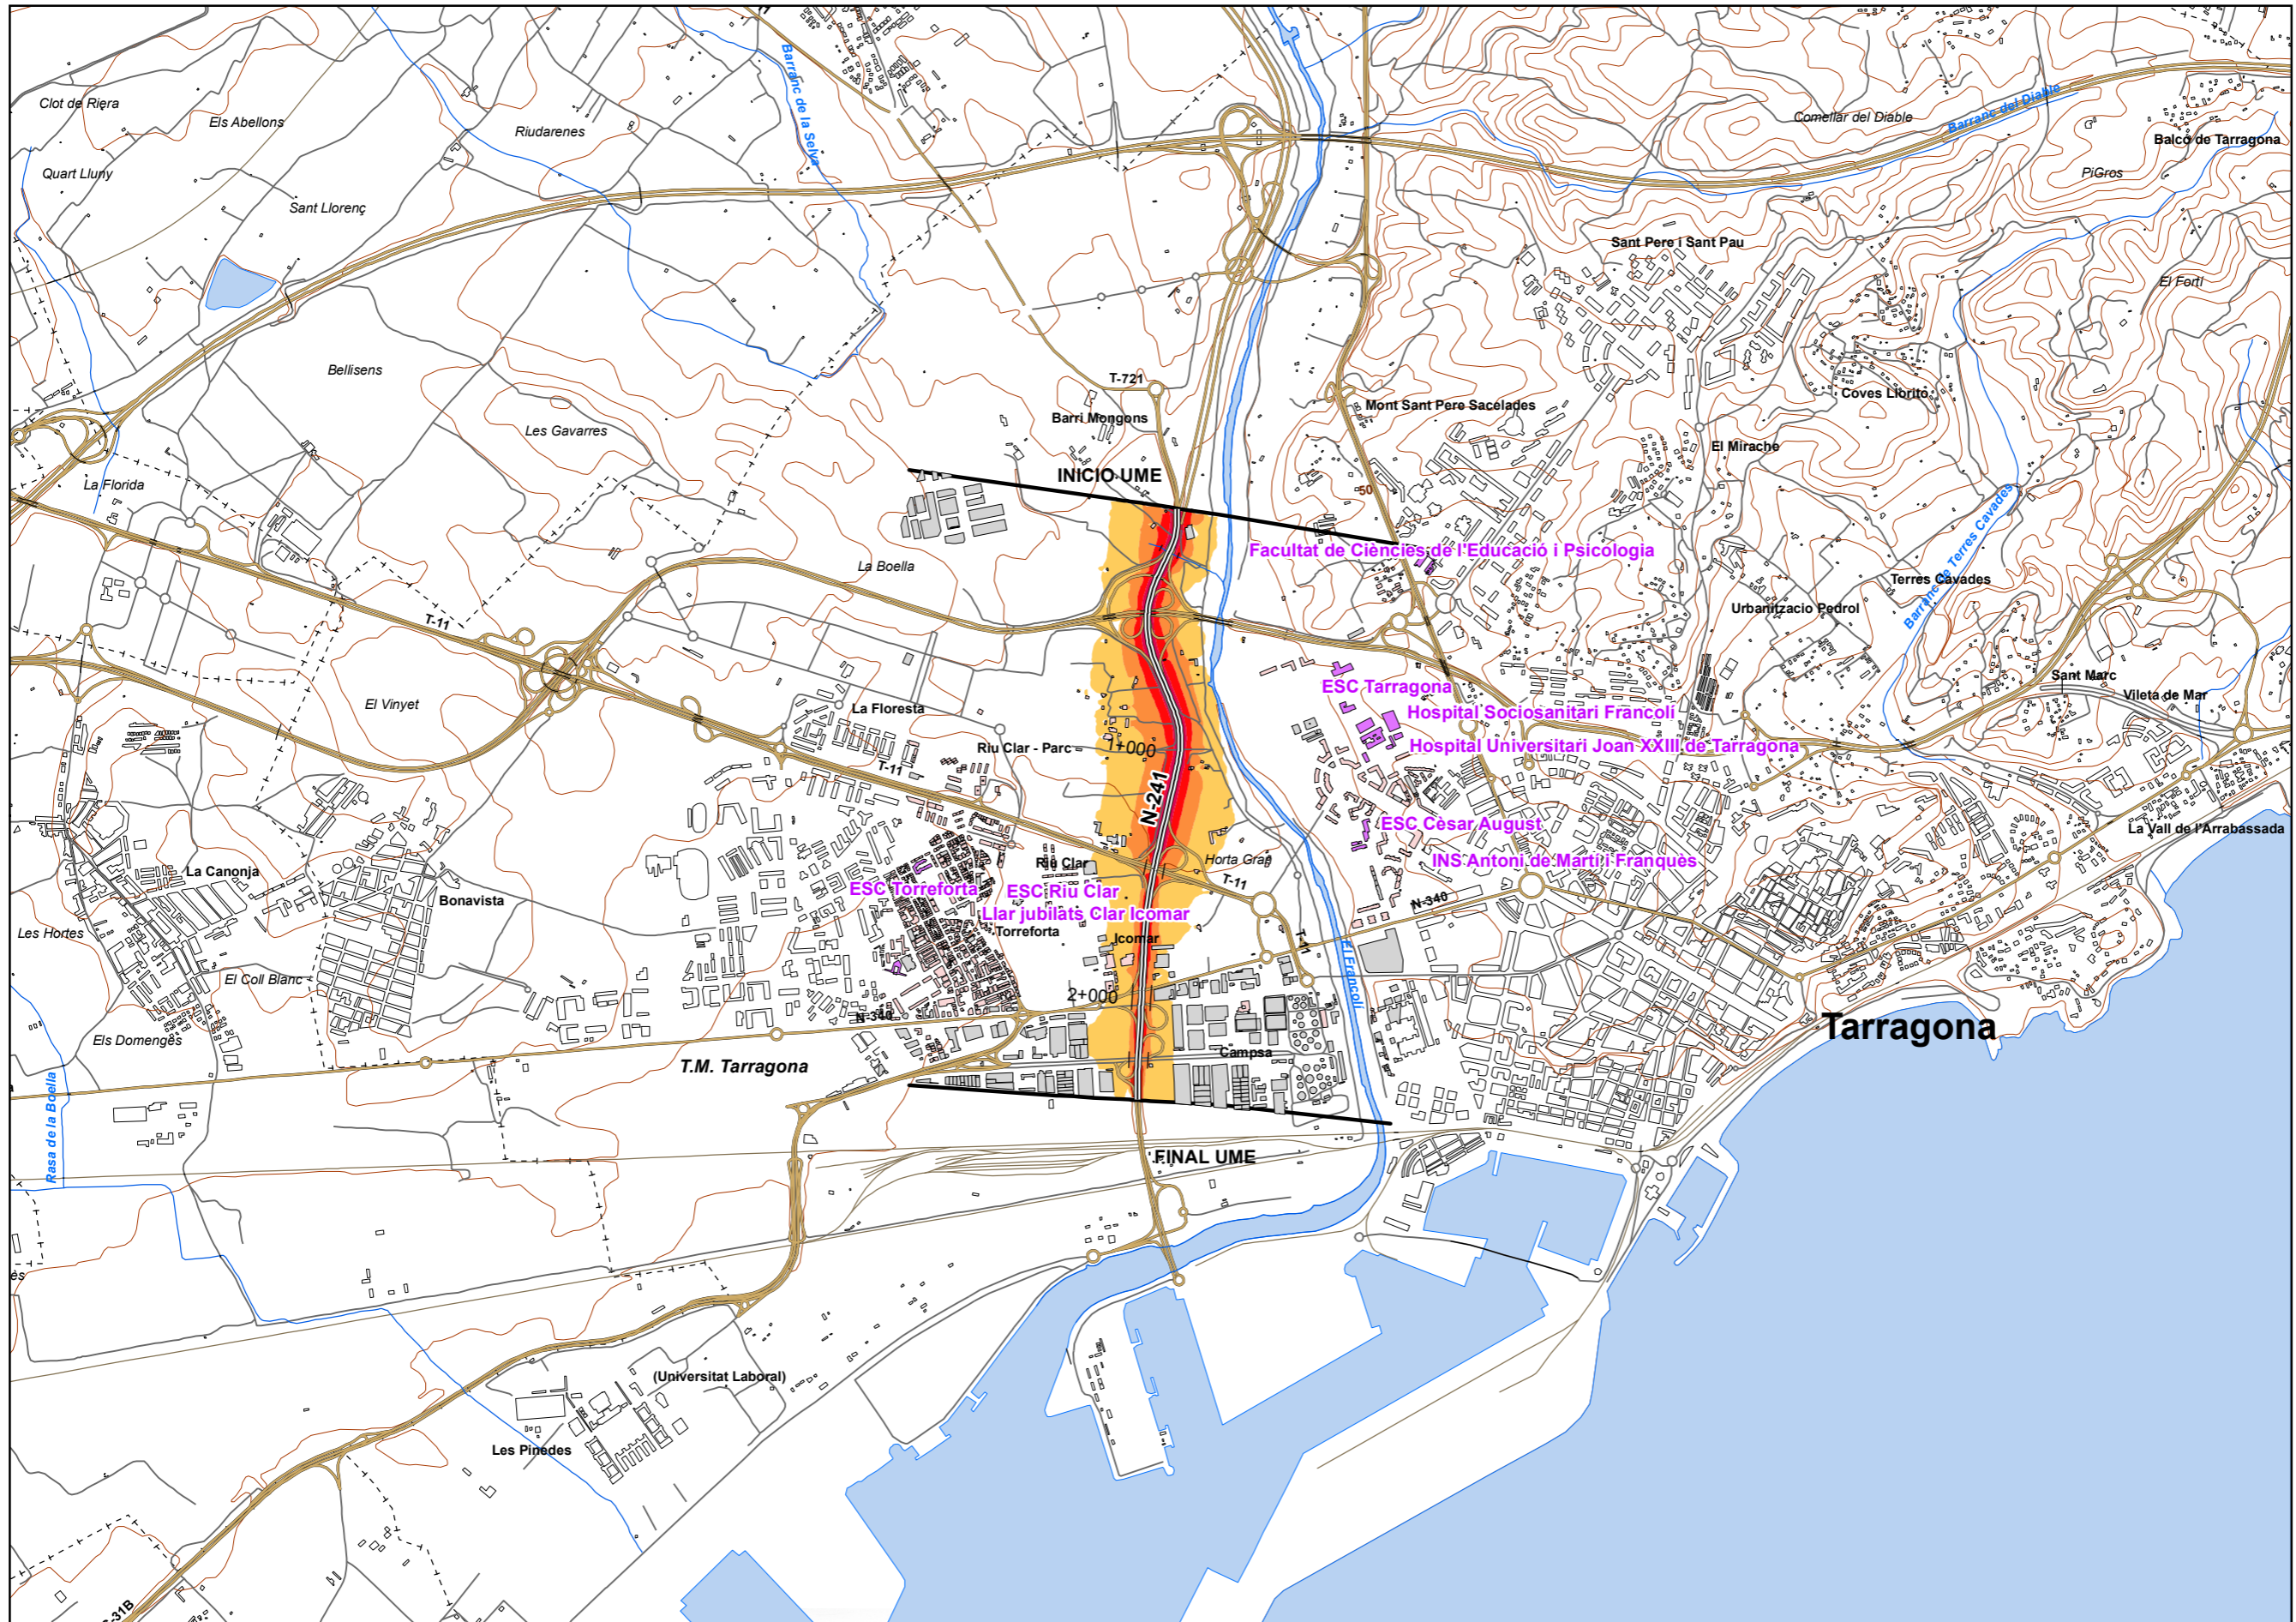 Clot de Riera
Els Abellons
Riudarenes
Barranc de la Selva
Comellar del Diable
Barranc del Diable
Balcó de Tarragona
Quart Lluny
Sant Llorenç
PiGros
Sant Pere i Sant Pau
El Fortí
Bellisens
T-721
Barri Mongons
Les Gavarres
Mont Sant Pere Sacelades
Coves Llorito
El Mirache
La Florida
INICIO UME
50
Facultat de Ciències de l'Educació i Psicologia
La Boella
Terres Cavades
Barranc de Terres Cavades
Urbanització Pedrol
T-11
ESC Tarragona
Sant Marc
Vileta de Mar
El Vinyet
La Floresta
Hospital Sociosanitari Francolí
Riu Clar - Parc
1+000
Hospital Universitari Joan XXIII de Tarragona
T-11
N-241
ESC Cèsar August
La Vall de l'Arrabassada
Riu Clar
Horta Gran
INS Antoni de Martí i Franquès
La Canonja
ESC Torreforta
ESC Riu Clar
T-11
Bonavista
Llar jubilats Clar Icomar
N-340
Les Hortes
Torreforta
Icomar
T-11
El Francolí
El Coll Blanc
2+000
N-340
Tarragona
Els Domenges
Campsa
T.M. Tarragona
Rasa de la Boella
FINAL UME
(Universitat Laboral)
Les Pinedes
-31B